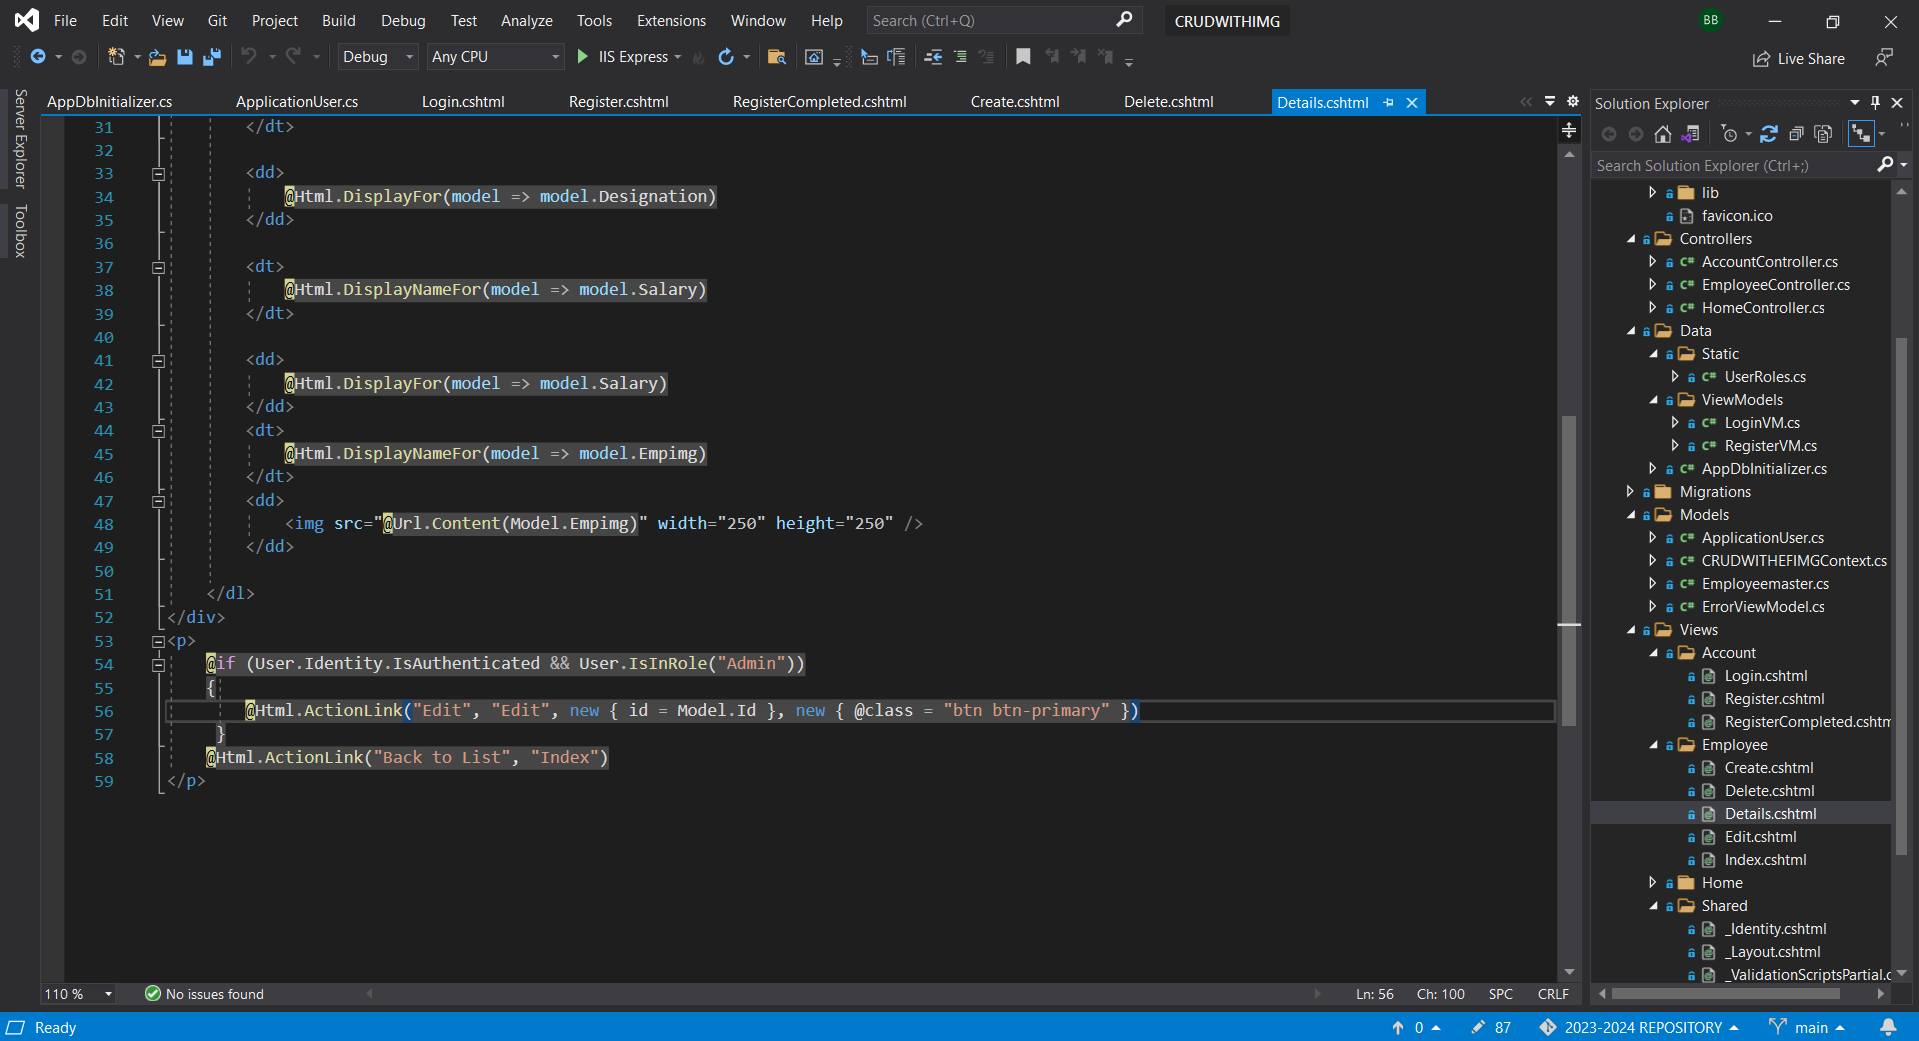 File Edit View Git Project Build Debug Test Analyze Tools Extensions Window Help Search (Ctrl+Q) CRUDWITHIMG BB
Debug Any CPU IIS Express Live Share
Server Explorer
Toolbox
AppDbInitializer.cs ApplicationUser.cs Login.cshtml Register.cshtml RegisterCompleted.cshtml Create.cshtml Delete.cshtml Details.cshtml
31 </dt>
32
33 <dd>
34 @Html.DisplayFor(model => model.Designation)
35 </dd>
36
37 <dt>
38 @Html.DisplayNameFor(model => model.Salary)
39 </dt>
40
41 <dd>
42 @Html.DisplayFor(model => model.Salary)
43 </dd>
44 <dt>
45 @Html.DisplayNameFor(model => model.Empimg)
46 </dt>
47 <dd>
48 <img src="@Url.Content(Model.Empimg)" width="250" height="250" />
49 </dd>
50
51 </dl>
52 </div>
53 <p>
54 @if (User.Identity.IsAuthenticated && User.IsInRole("Admin"))
55 {
56 @Html.ActionLink("Edit", "Edit", new { id = Model.Id }, new { @class = "btn btn-primary" })
57 }
58 @Html.ActionLink("Back to List", "Index")
59 </p>
110 % No issues found Ln: 56 Ch: 100 SPC CRLF
Solution Explorer
Search Solution Explorer (Ctrl+;)
lib
favicon.ico
Controllers
C# AccountController.cs
C# EmployeeController.cs
C# HomeController.cs
Data
Static
C# UserRoles.cs
ViewModels
C# LoginVM.cs
C# RegisterVM.cs
C# AppDbInitializer.cs
Migrations
Models
C# ApplicationUser.cs
C# CRUDWITHEFIMGContext.cs
C# Employeemaster.cs
C# ErrorViewModel.cs
Views
Account
Login.cshtml
Register.cshtml
RegisterCompleted.cshtm
Employee
Create.cshtml
Delete.cshtml
Details.cshtml
Edit.cshtml
Index.cshtml
Home
Shared
_Identity.cshtml
_Layout.cshtml
_ValidationScriptsPartial.c
Ready 0 87 2023-2024 REPOSITORY main